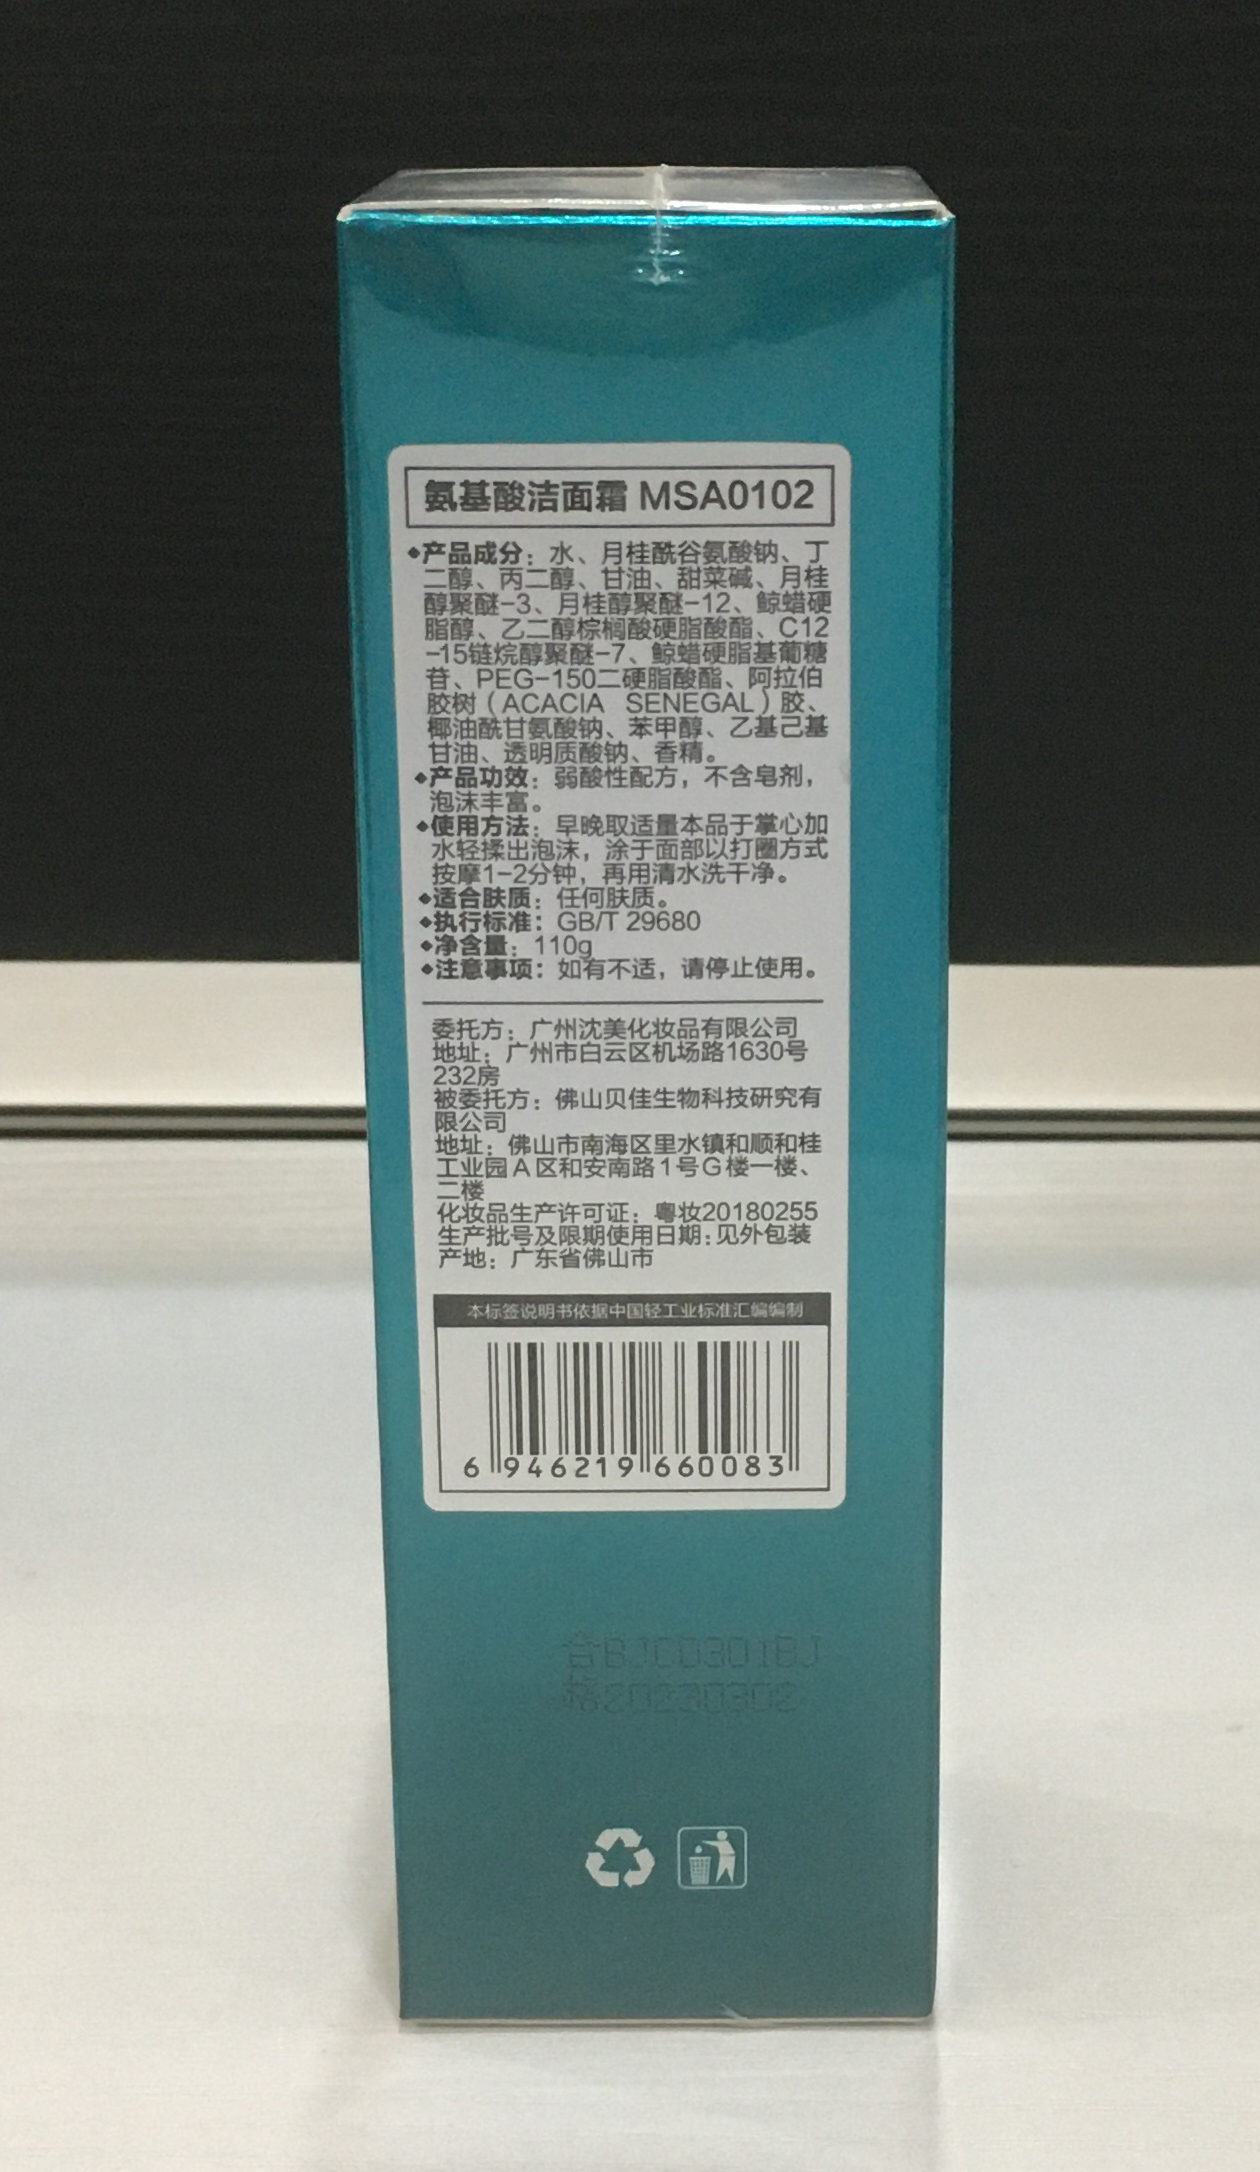 氨基酸洁面霜 MSA0102
◆产品成分：水、月桂酰谷氨酸钠、丁
二醇、丙二醇、甘油、甜菜碱、月桂
醇聚醚-3、月桂醇聚醚-12、鲸蜡硬
脂醇、乙二醇棕榈酸硬脂酸酯、C12
-15链烷醇聚醚-7、鲸蜡硬脂基葡糖
苷、PEG-150二硬脂酸酯、阿拉伯
胶树（ACACIA SENEGAL）胶、
椰油酰甘氨酸钠、苯甲醇、乙基己基
甘油、透明质酸钠、香精。
◆产品功效：弱酸性配方，不含皂剂，
泡沫丰富。
◆使用方法：早晚取适量本品于掌心加
水轻揉出泡沫，涂于面部以打圈方式
按摩1-2分钟，再用清水洗干净。
◆适合肤质：任何肤质。
◆执行标准：GB/T 29680
◆净含量：110g
◆注意事项：如有不适，请停止使用。
委托方：广州沈美化妆品有限公司
地址：广州市白云区机场路1630号
232房
被委托方：佛山贝佳生物科技研究有
限公司
地址：佛山市南海区里水镇和顺和桂
工业园A区和安南路1号G楼一楼、
二楼
化妆品生产许可证：粤妆20180255
生产批号及限期使用日期：见外包装
产地：广东省佛山市
本标签说明书依据中国轻工业标准汇编编制
6 946219 660083
合BJC0301BJ
格